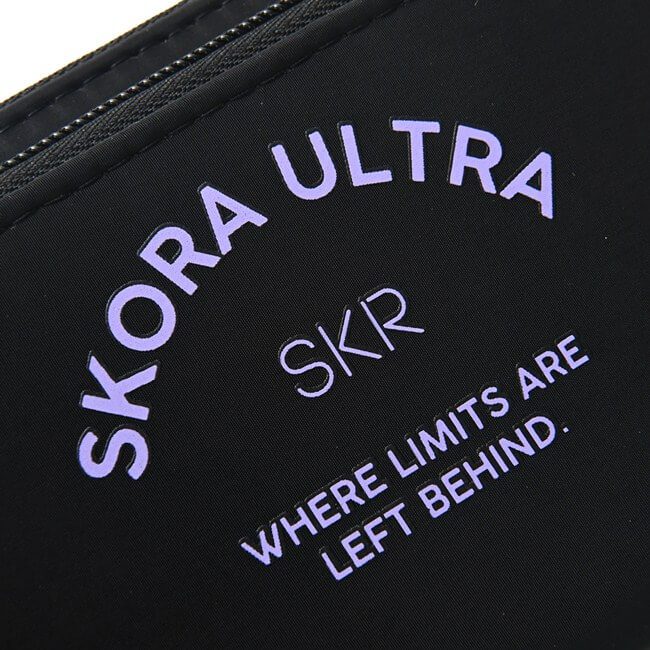 SKORA ULTRA
SKR
WHERE LIMITS ARE
LEFT BEHIND.